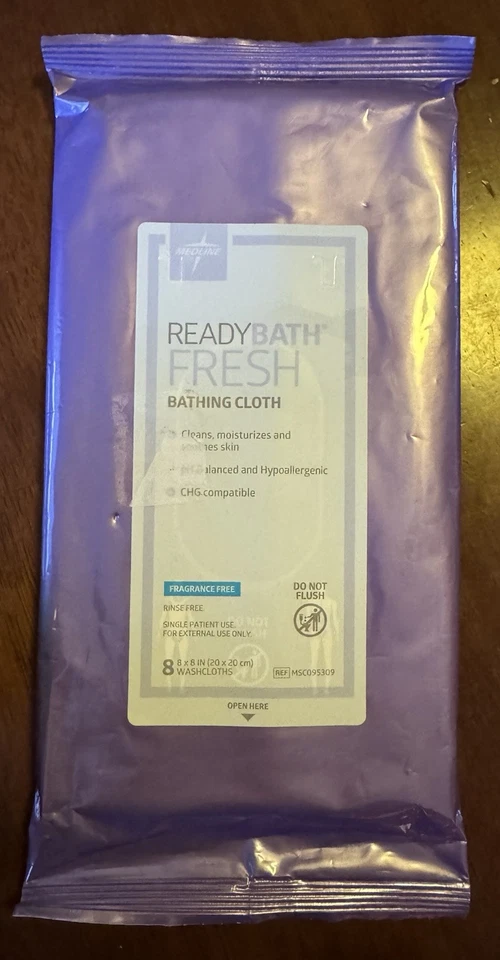 MEDLINE
READYBATH®
FRESH
BATHING CLOTH
Cleans, moisturizes and
skin
Balanced and Hypoallergenic
CHG compatible
FRAGRANCE FREE
RINSE FREE.
SINGLE PATIENT USE.
FOR EXTERNAL USE ONLY.
DO NOT
FLUSH
8 8 x 8 IN (20 x 20 cm)
WASHCLOTHS
REF MSC095309
OPEN HERE